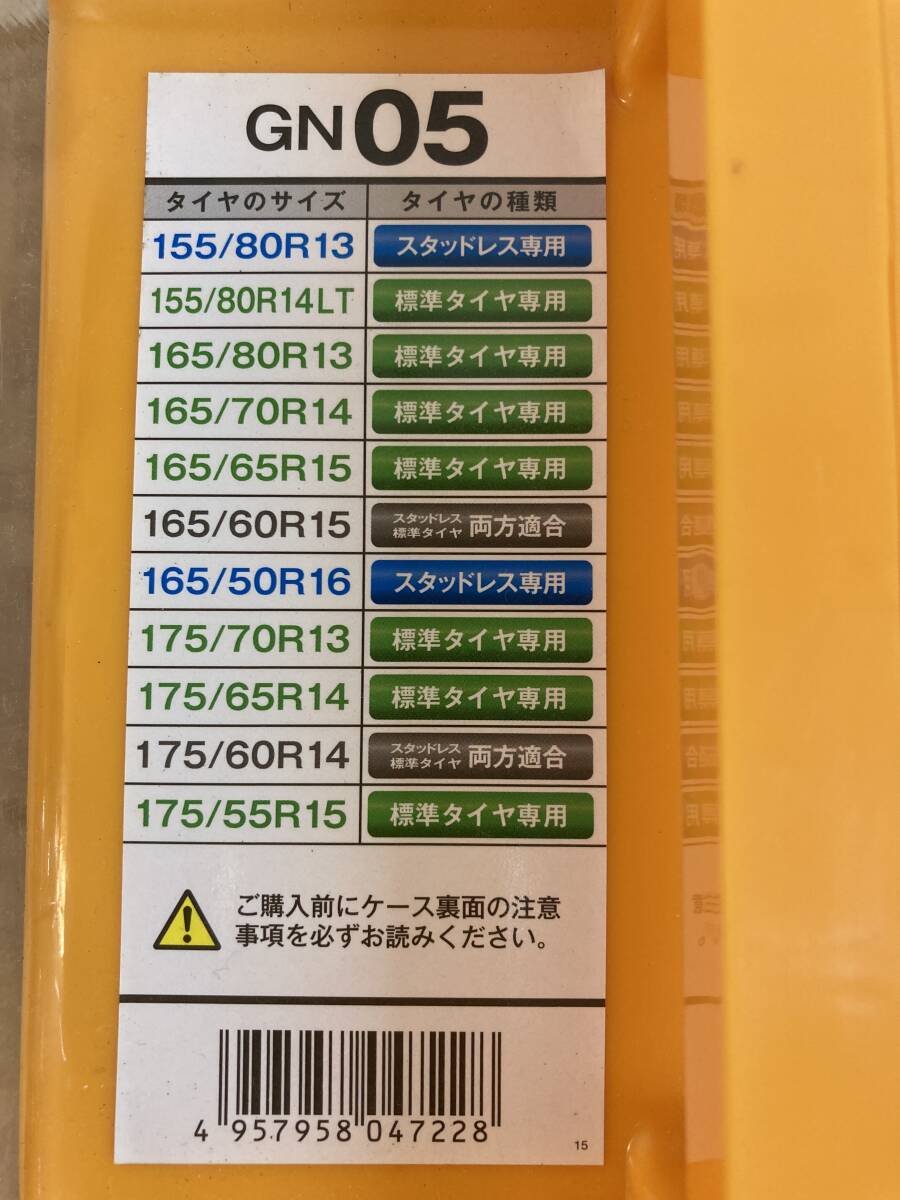 GN05
タイヤのサイズ タイヤの種類
155/80R13 スタッドレス専用
155/80R14LT 標準タイヤ専用
165/80R13 標準タイヤ専用
165/70R14 標準タイヤ専用
165/65R15 標準タイヤ専用
165/60R15 スタッドレス 標準タイヤ 両方適合
165/50R16 スタッドレス専用
175/70R13 標準タイヤ専用
175/65R14 標準タイヤ専用
175/60R14 スタッドレス 標準タイヤ 両方適合
175/55R15 標準タイヤ専用
ご購入前にケース裏面の注意
事項を必ずお読みください。
4 957958 047228
15